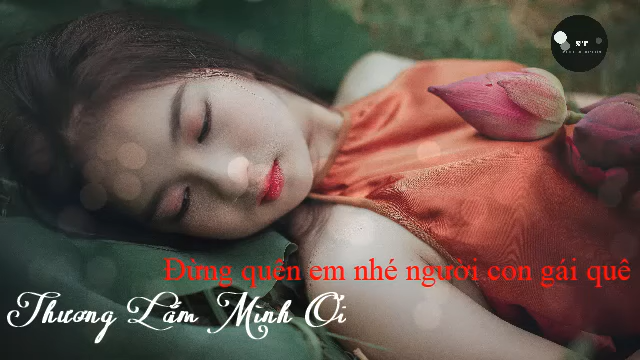 Đừng quên em nhé người con gái quê
Thương Lắm Mình Ơi